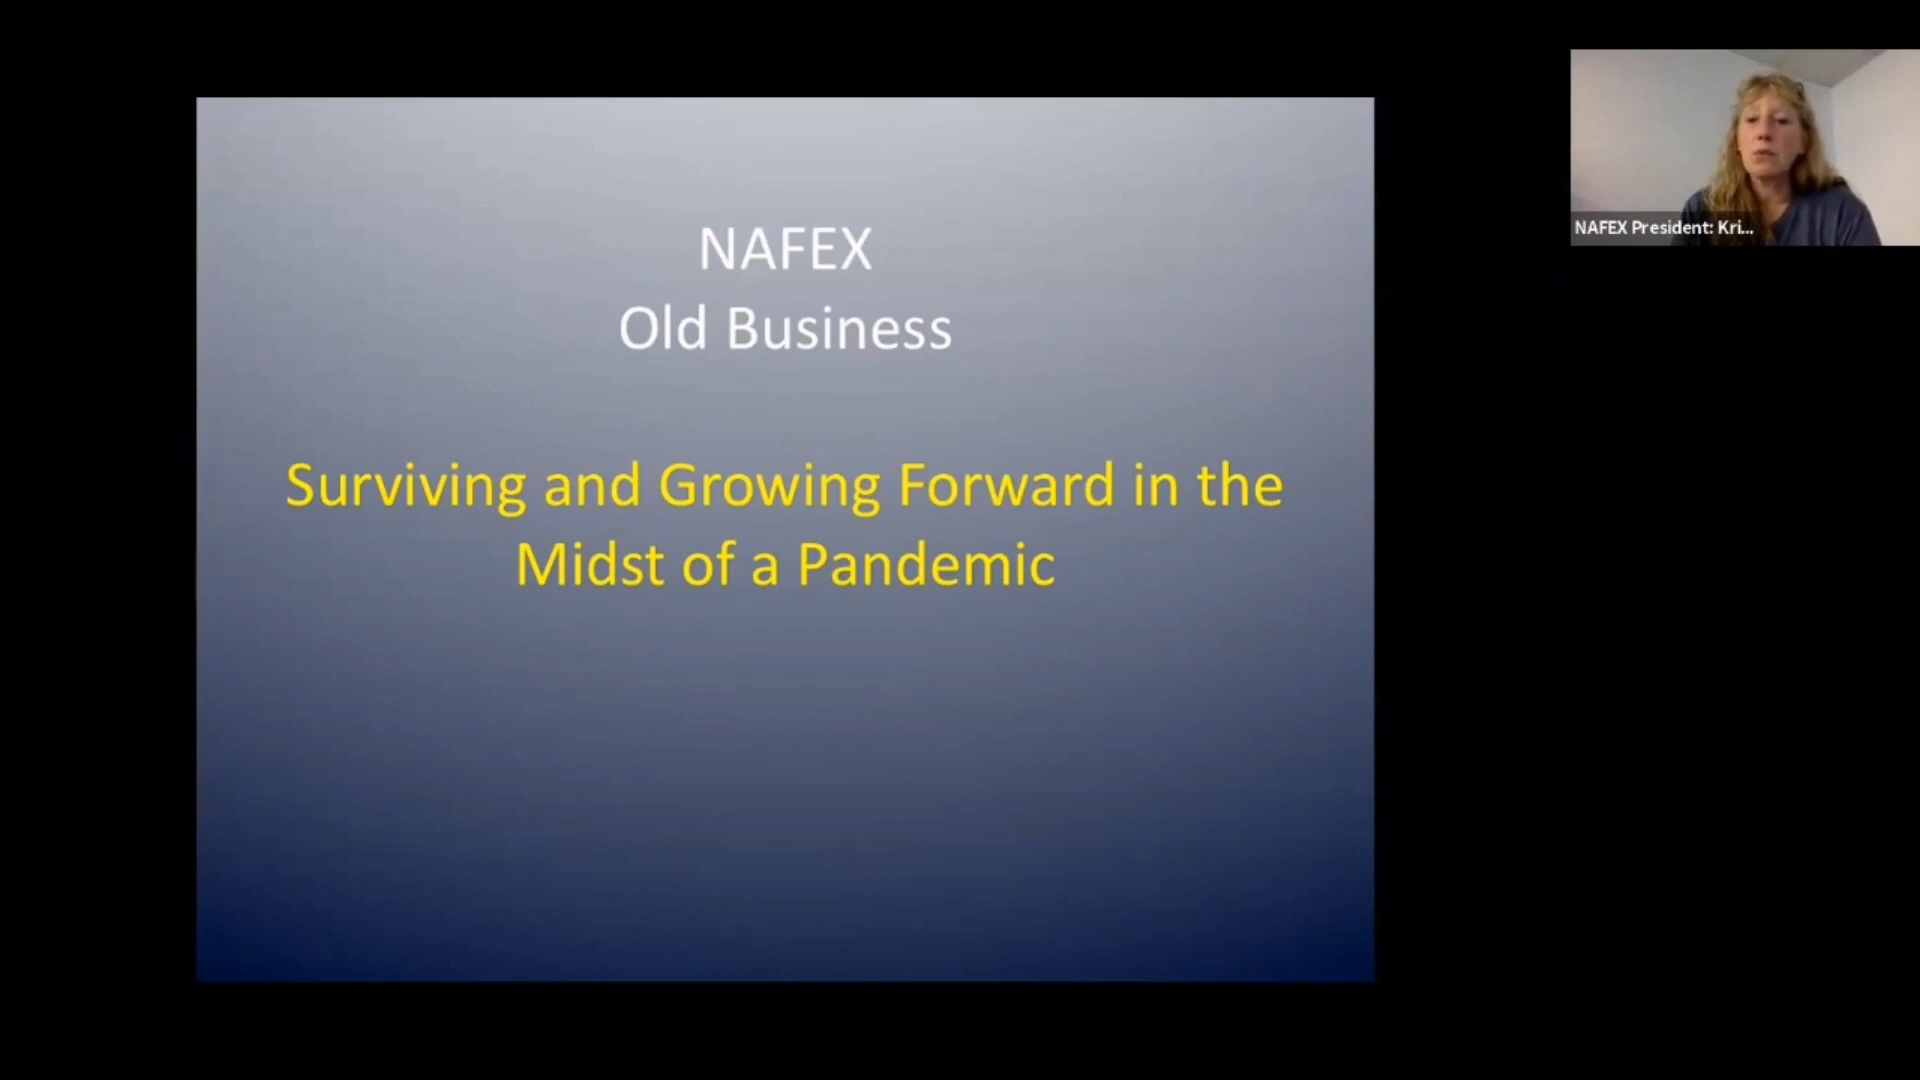 NAFEX
Old Business
Surviving and Growing Forward in the
Midst of a Pandemic
NAFEX President: Kri...